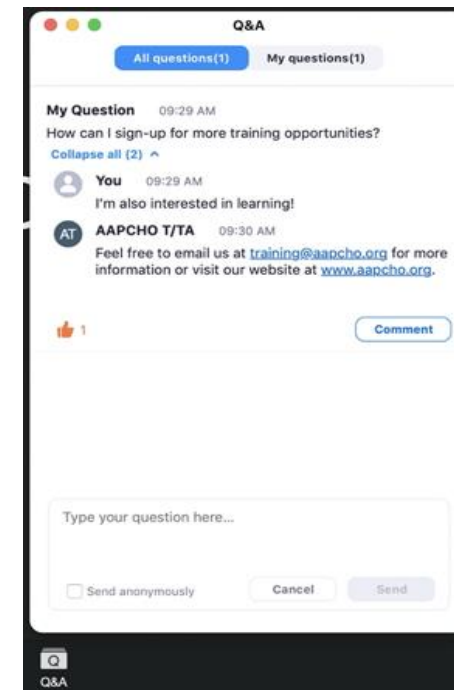 Q&A
All questions(1) My questions(1)
My Question 09:29 AM
How can I sign-up for more training opportunities?
Collapse all (2)
You 09:29 AM
I'm also interested in learning!
AT AAPCHO T/TA 09:30 AM
Feel free to email us at training@aapcho.org for more
information or visit our website at www.aapcho.org.
1 Comment
Type your question here...
Send anonymously Cancel Send
Q
Q&A